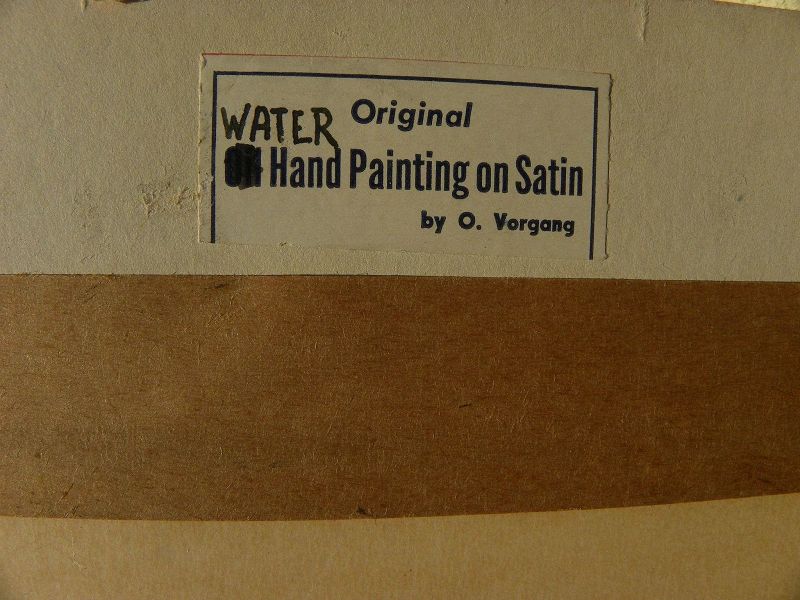 Original
WATER
Hand Painting on Satin
by O. Vorgang